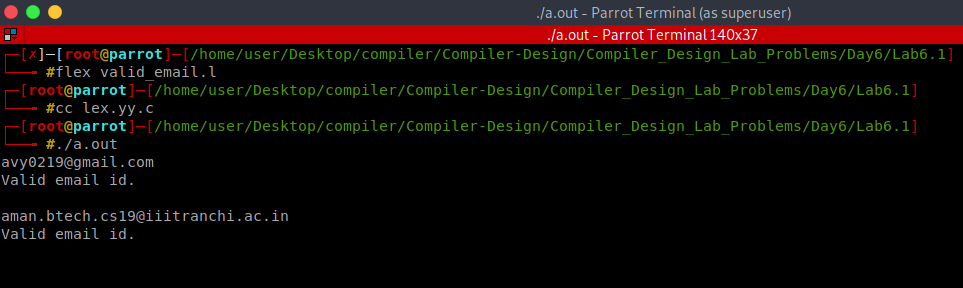 ./a.out - Parrot Terminal (as superuser)
./a.out - Parrot Terminal 140x37
┌─[✗]─[root@parrot]─[/home/user/Desktop/compiler/Compiler-Design/Compiler_Design_Lab_Problems/Day6/Lab6.1]
└──╼ #flex valid_email.l
┌─[root@parrot]─[/home/user/Desktop/compiler/Compiler-Design/Compiler_Design_Lab_Problems/Day6/Lab6.1]
└──╼ #cc lex.yy.c
┌─[root@parrot]─[/home/user/Desktop/compiler/Compiler-Design/Compiler_Design_Lab_Problems/Day6/Lab6.1]
└──╼ #./a.out
avy0219@gmail.com
Valid email id.
aman.btech.cs19@iiitranchi.ac.in
Valid email id.